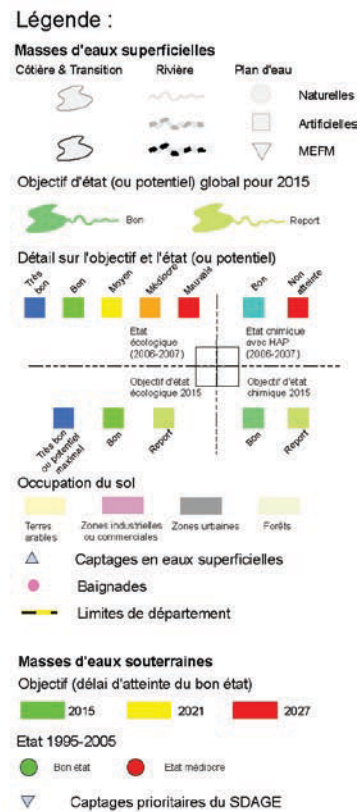 Légende :
Masses d'eaux superficielles
Côtière & Transition Rivière Plan d'eau
Naturelles
Artificielles
MEFM
Objectif d'état (ou potentiel) global pour 2015
Bon Report
Détail sur l'objectif et l'état (ou potentiel)
Très bon Bon Moyen Médiocre Mauvais Bon Non atteinte
Etat écologique (2006-2007) Etat chimique avec HAP (2006-2007)
Objectif d'état écologique 2015 Objectif d'état chimique 2015
Très bon ou potentiel maximal Bon Report Bon Report
Occupation du sol
Terres arables Zones industrielles ou commerciales Zones urbaines Forêts
Captages en eaux superficielles
Baignades
Limites de département
Masses d'eaux souterraines
Objectif (délai d'atteinte du bon état)
2015 2021 2027
Etat 1995-2005
Bon état Etat médiocre
Captages prioritaires du SDAGE